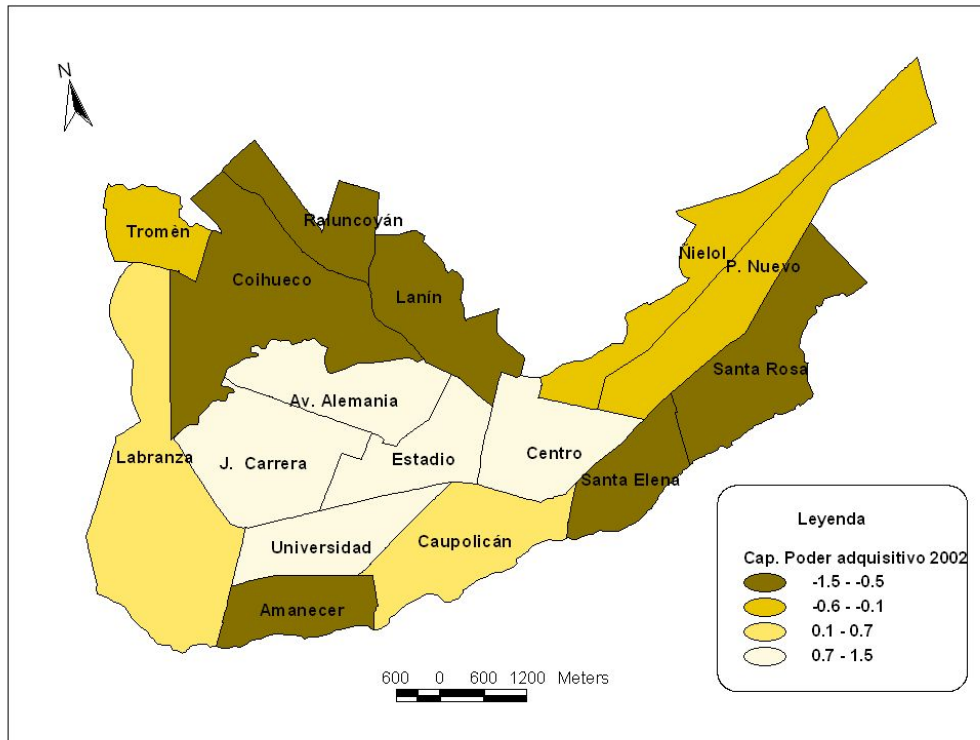 N
Raluncoyán
Tromèn
Ñielol
P. Nuevo
Coihueco
Lanín
Santa Rosa
Av. Alemania
Labranza
J. Carrera
Estadio
Centro
Santa Elena
Universidad
Caupolicán
Amanecer
Leyenda
Cap. Poder adquisitivo 2002
-1.5 - -0.5
-0.6 - -0.1
0.1 - 0.7
0.7 - 1.5
600 0 600 1200 Meters